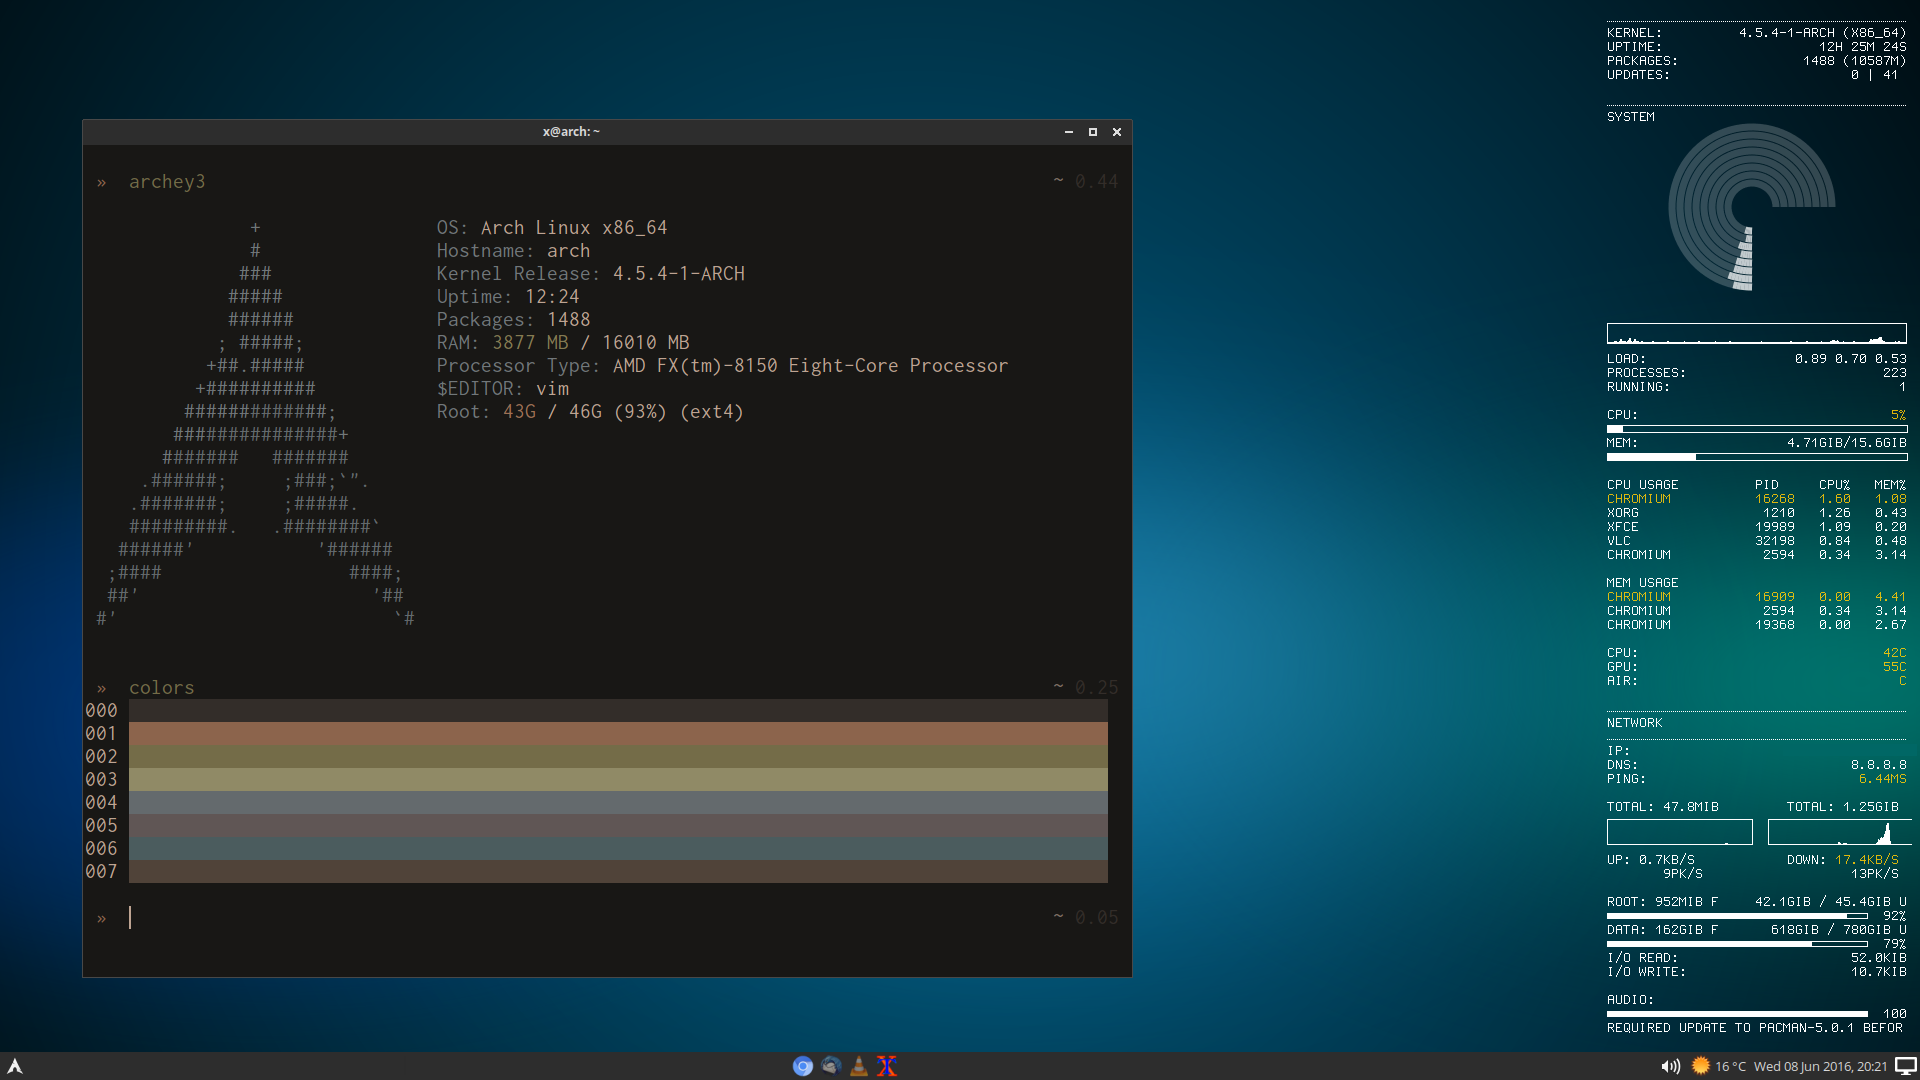 x@arch: ~
» archey3 ~ 0.44
+
# OS: Arch Linux x86_64
# Hostname: arch
### Kernel Release: 4.5.4-1-ARCH
##### Uptime: 12:24
###### Packages: 1488
; #####; RAM: 3877 MB / 16010 MB
+##.##### Processor Type: AMD FX(tm)-8150 Eight-Core Processor
+########## $EDITOR: vim
#############; Root: 43G / 46G (93%) (ext4)
###############+
####### #######
.######; ;###;`".
.#######; ;#####.
#########. .########`
######' '######
;#### ####;
##' '##
#' `#
» colors ~ 0.25
000
001
002
003
004
005
006
007
» ~ 0.05
KERNEL: 4.5.4-1-ARCH (X86_64)
UPTIME: 12H 25M 24S
PACKAGES: 1488 (10587M)
UPDATES: 0 | 41
SYSTEM
LOAD: 0.89 0.70 0.53
PROCESSES: 223
RUNNING: 1
CPU: 5%
MEM: 4.71GIB/15.6GIB
CPU USAGE PID CPU% MEM%
CHROMIUM 16268 1.60 1.08
XORG 1210 1.26 0.43
XFCE 19989 1.09 0.20
VLC 32198 0.84 0.48
CHROMIUM 2594 0.34 3.14
MEM USAGE
CHROMIUM 16909 0.00 4.41
CHROMIUM 2594 0.34 3.14
CHROMIUM 19368 0.00 2.67
CPU: 42C
GPU: 55C
AIR: C
NETWORK
IP:
DNS: 8.8.8.8
PING: 6.44MS
TOTAL: 47.8MIB TOTAL: 1.25GIB
UP: 0.7KB/S DOWN: 17.4KB/S
9PK/S 13PK/S
ROOT: 952MIB F 42.1GIB / 45.4GIB U
92%
DATA: 162GIB F 618GIB / 780GIB U
79%
I/O READ: 52.0KIB
I/O WRITE: 10.7KIB
AUDIO:
100
REQUIRED UPDATE TO PACMAN-5.0.1 BEFOR
16 °C Wed 08 Jun 2016, 20:21